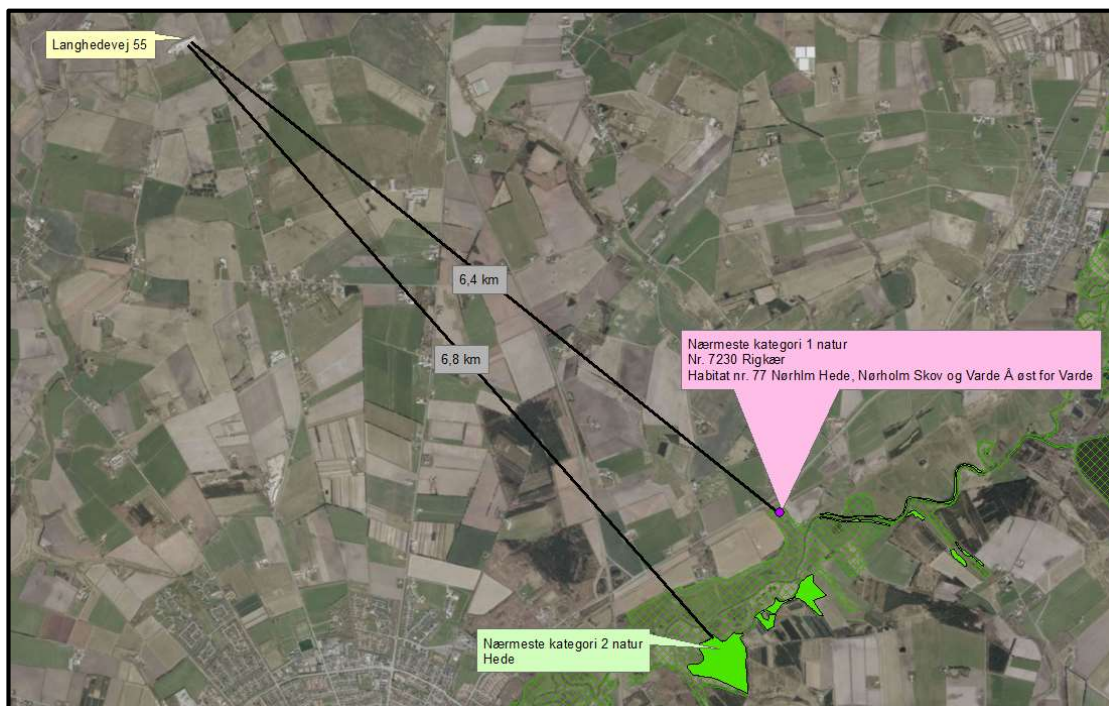 Langhedevej 55
6,4 km
6,8 km
Nærmeste kategori 1 natur
Nr. 7230 Rigkær
Habitat nr. 77 Nørhlm Hede, Nørholm Skov og Varde Å øst for Varde
Nærmeste kategori 2 natur
Hede